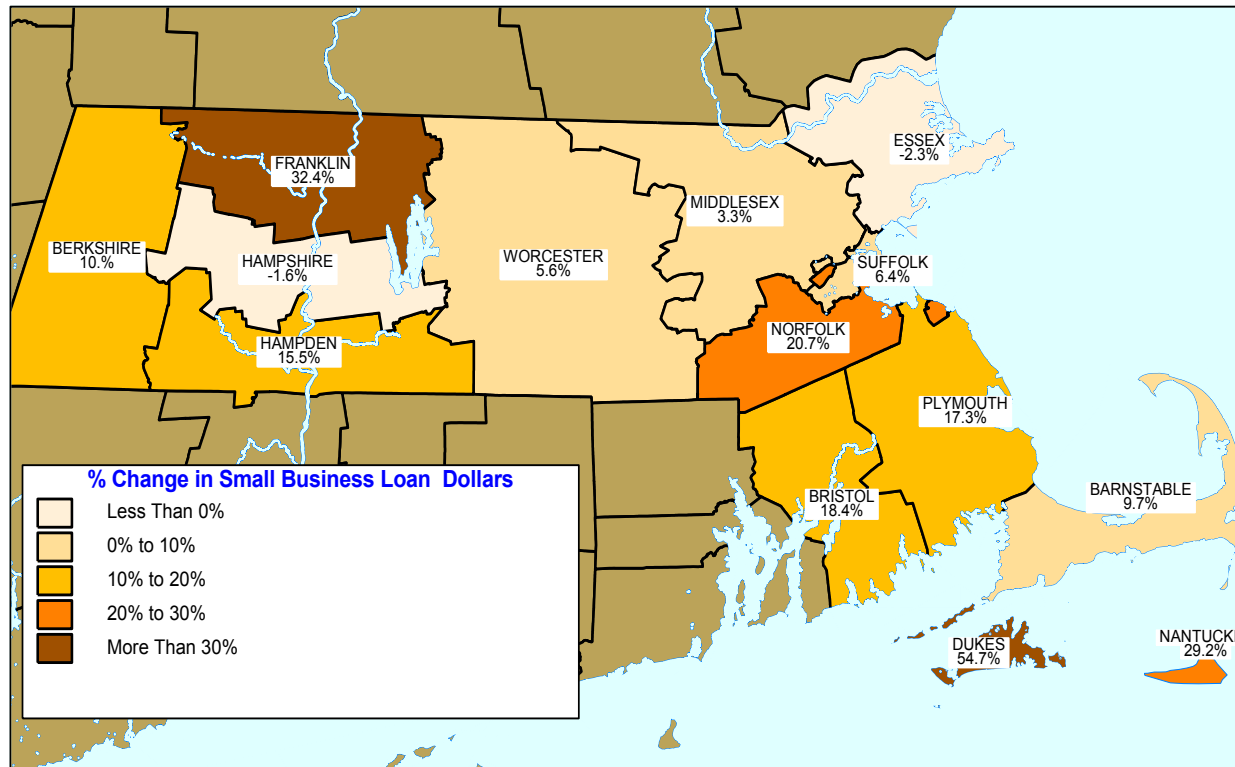 ESSEX
-2.3%
FRANKLIN
32.4%
MIDDLESEX
3.3%
BERKSHIRE
10.%
HAMPSHIRE
-1.6%
WORCESTER
5.6%
SUFFOLK
6.4%
NORFOLK
20.7%
HAMPDEN
15.5%
PLYMOUTH
17.3%
BARNSTABLE
9.7%
BRISTOL
18.4%
DUKES
54.7%
NANTUCK
29.2%
% Change in Small Business Loan Dollars
Less Than 0%
0% to 10%
10% to 20%
20% to 30%
More Than 30%